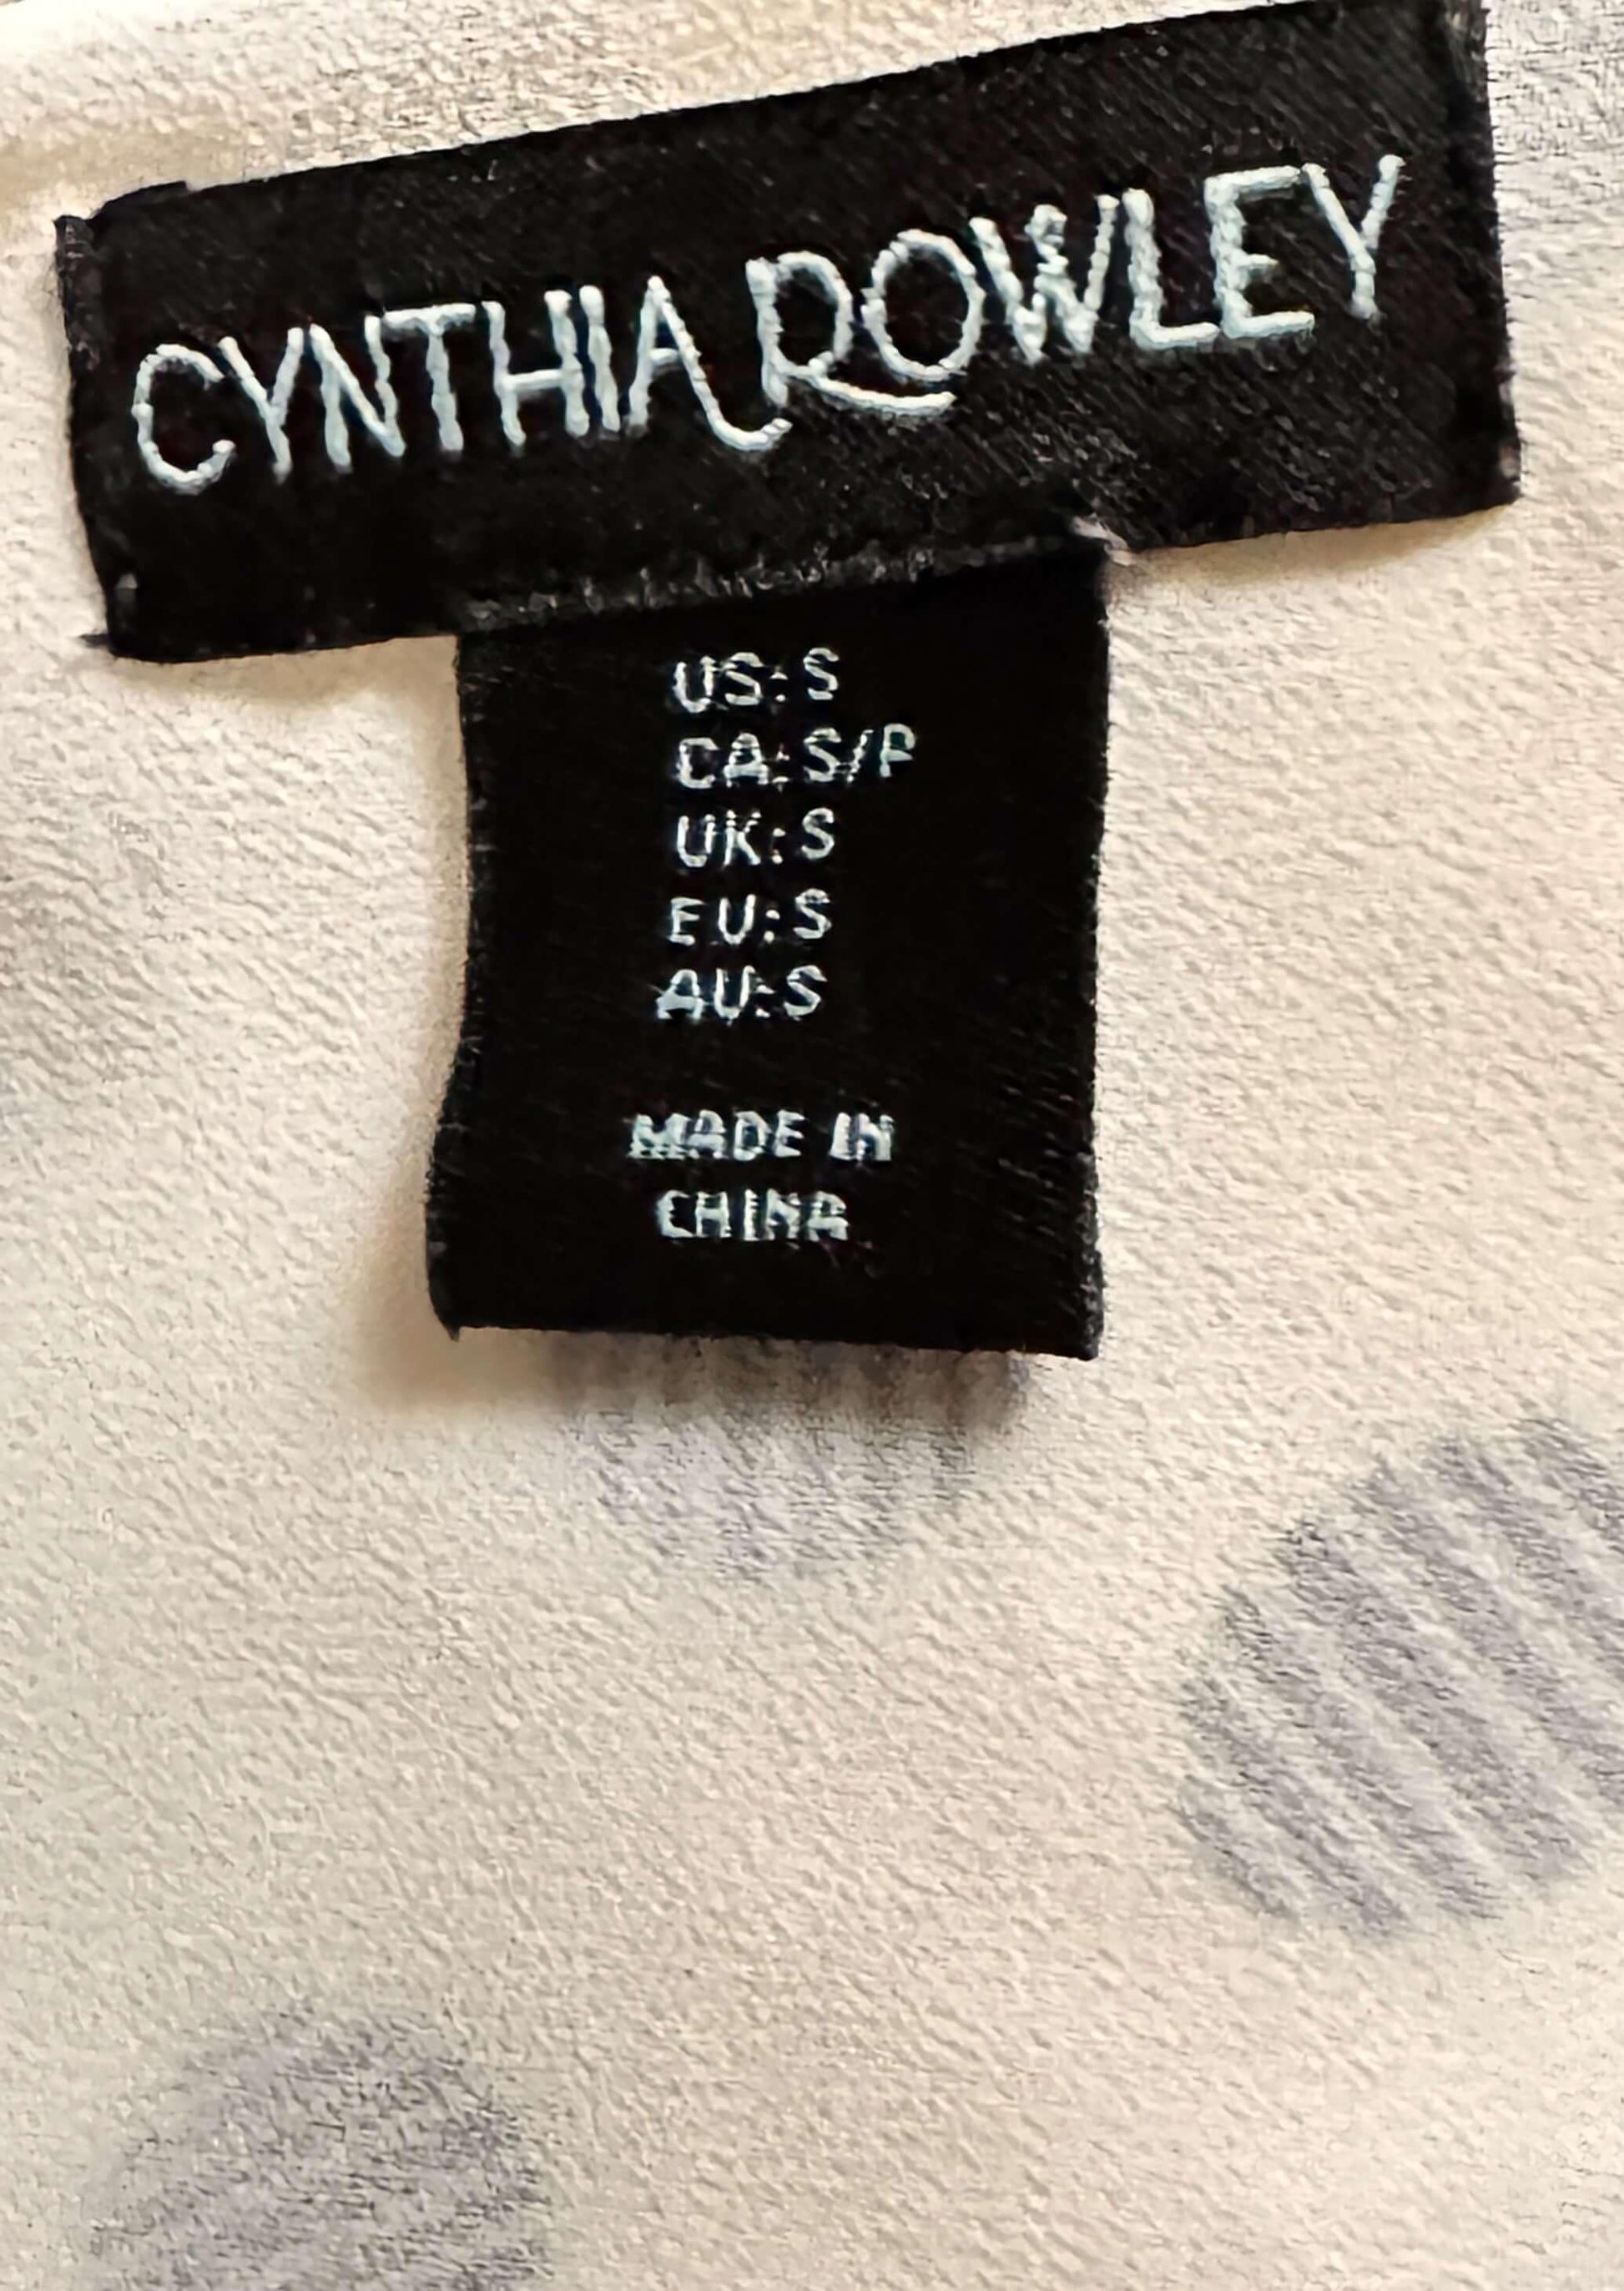 CYNTHIA ROWLEY
US: S
CA: S/P
UK: S
EU: S
AU: S
MADE IN
CHINA